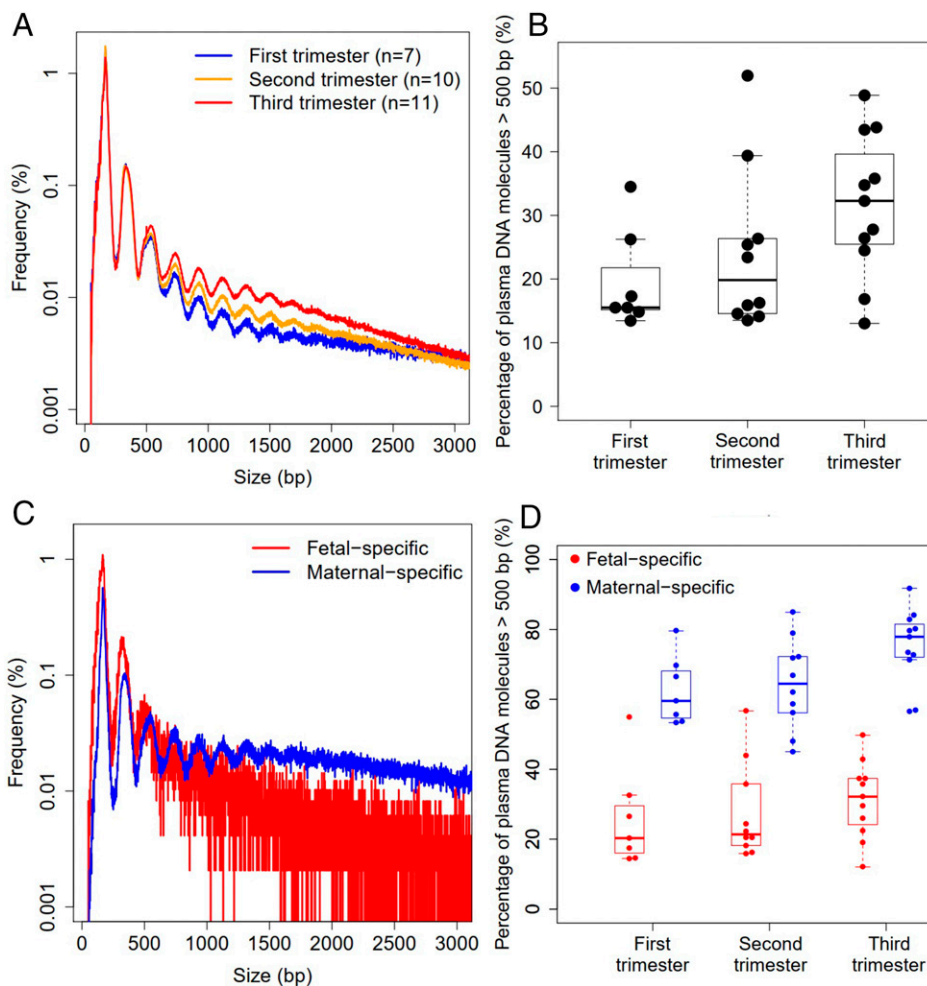 A
First trimester (n=7)
Second trimester (n=10)
Third trimester (n=11)
Frequency (%)
1
0.1
0.01
0.001
0 500 1000 1500 2000 2500 3000
Size (bp)
B
Percentage of plasma DNA molecules > 500 bp (%)
50
40
30
20
10
0
First trimester
Second trimester
Third trimester
C
Fetal−specific
Maternal−specific
Frequency (%)
1
0.1
0.01
0.001
0 500 1000 1500 2000 2500 3000
Size (bp)
D
Percentage of plasma DNA molecules > 500 bp (%)
Fetal−specific
Maternal−specific
100
80
60
40
20
0
First trimester
Second trimester
Third trimester